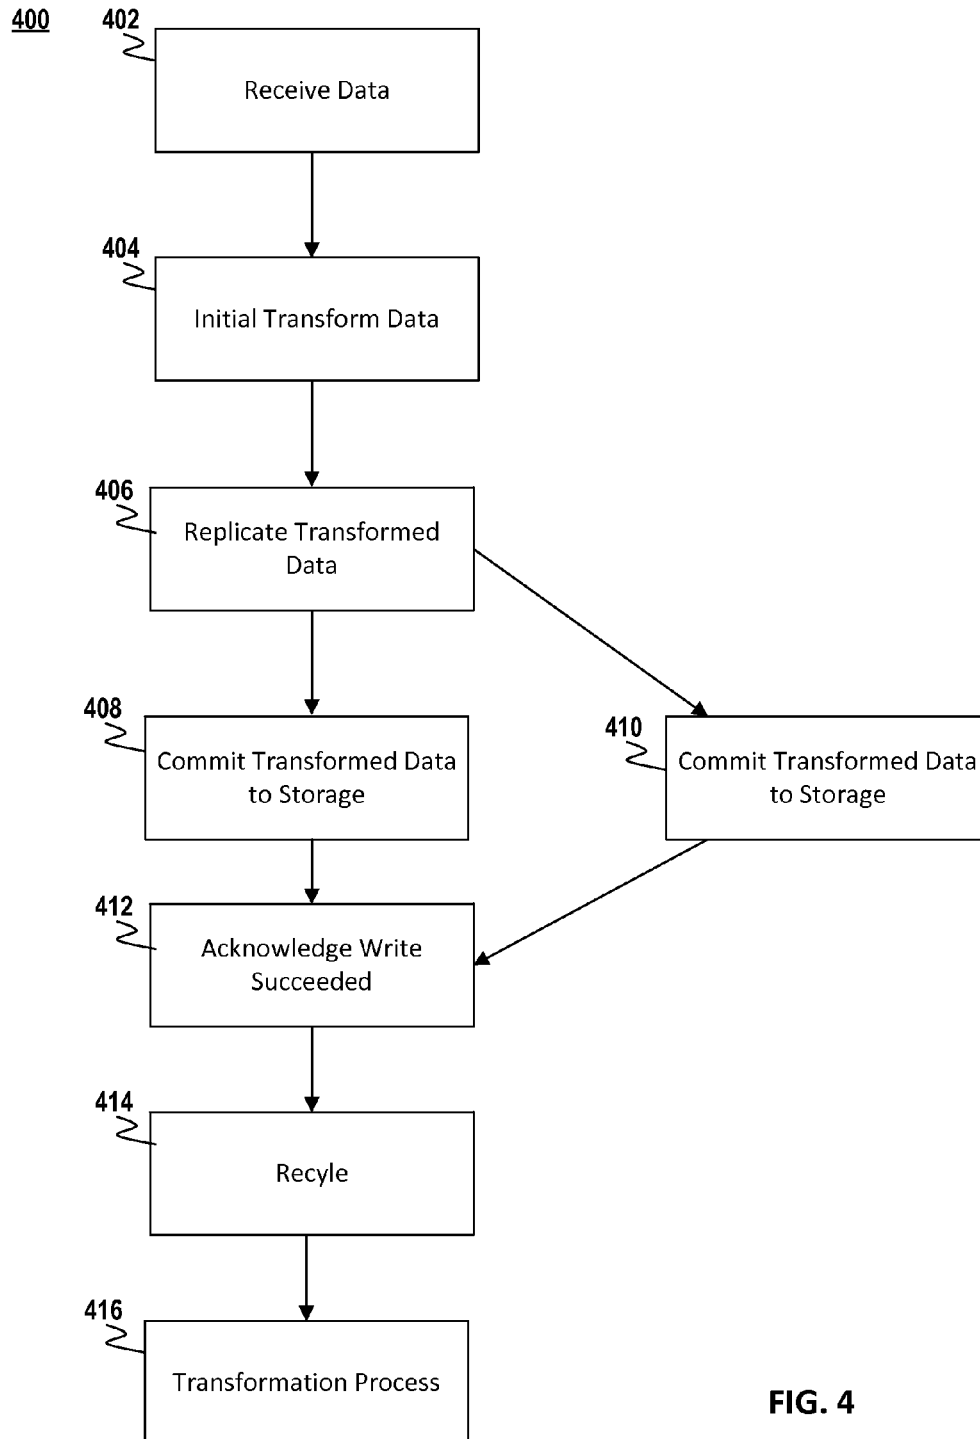 400
402
Receive Data
404
Initial Transform Data
406
Replicate Transformed
Data
408
Commit Transformed Data
to Storage
410
Commit Transformed Data
to Storage
412
Acknowledge Write
Succeeded
414
Recyle
416
Transformation Process
FIG. 4